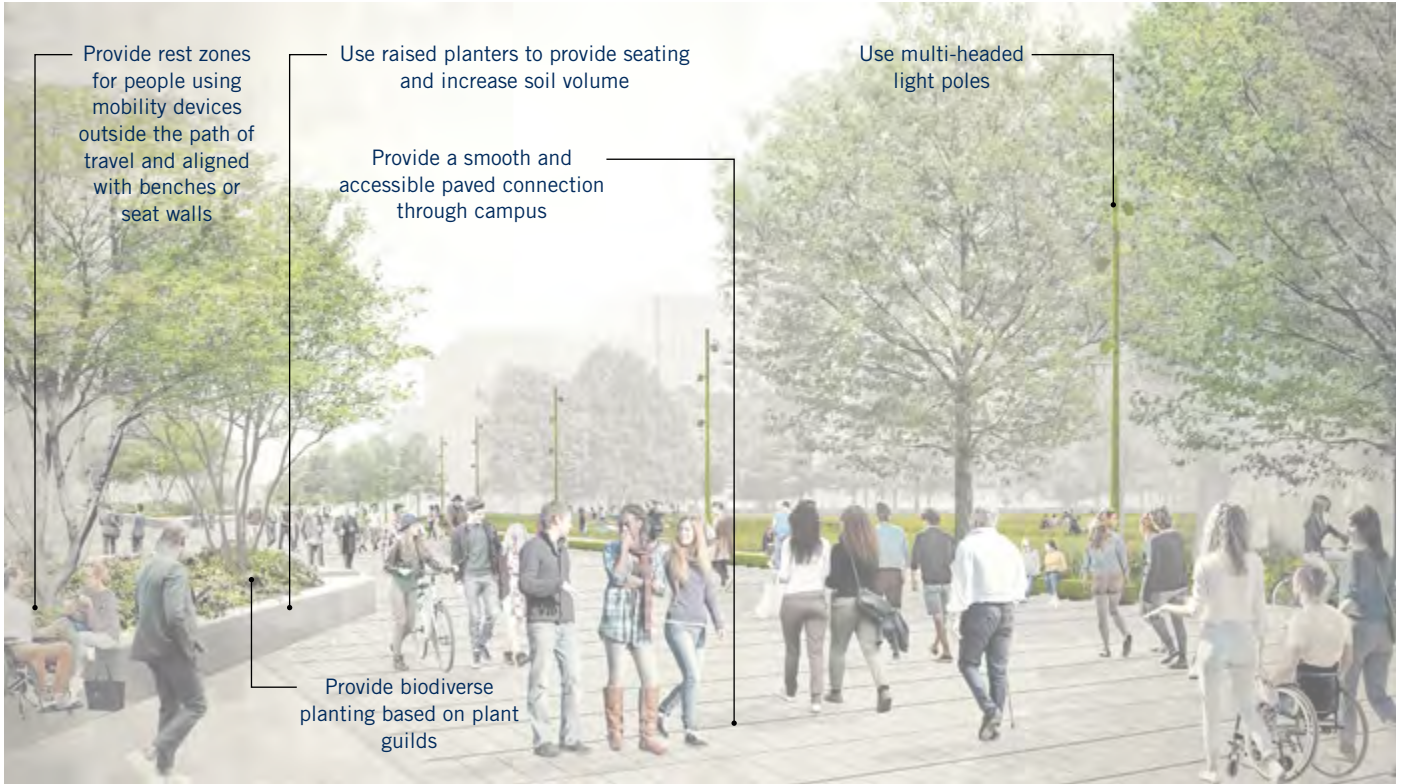 Provide rest zones
for people using
mobility devices
outside the path of
travel and aligned
with benches or
seat walls
Use raised planters to provide seating
and increase soil volume
Provide a smooth and
accessible paved connection
through campus
Use multi-headed
light poles
Provide biodiverse
planting based on plant
guilds